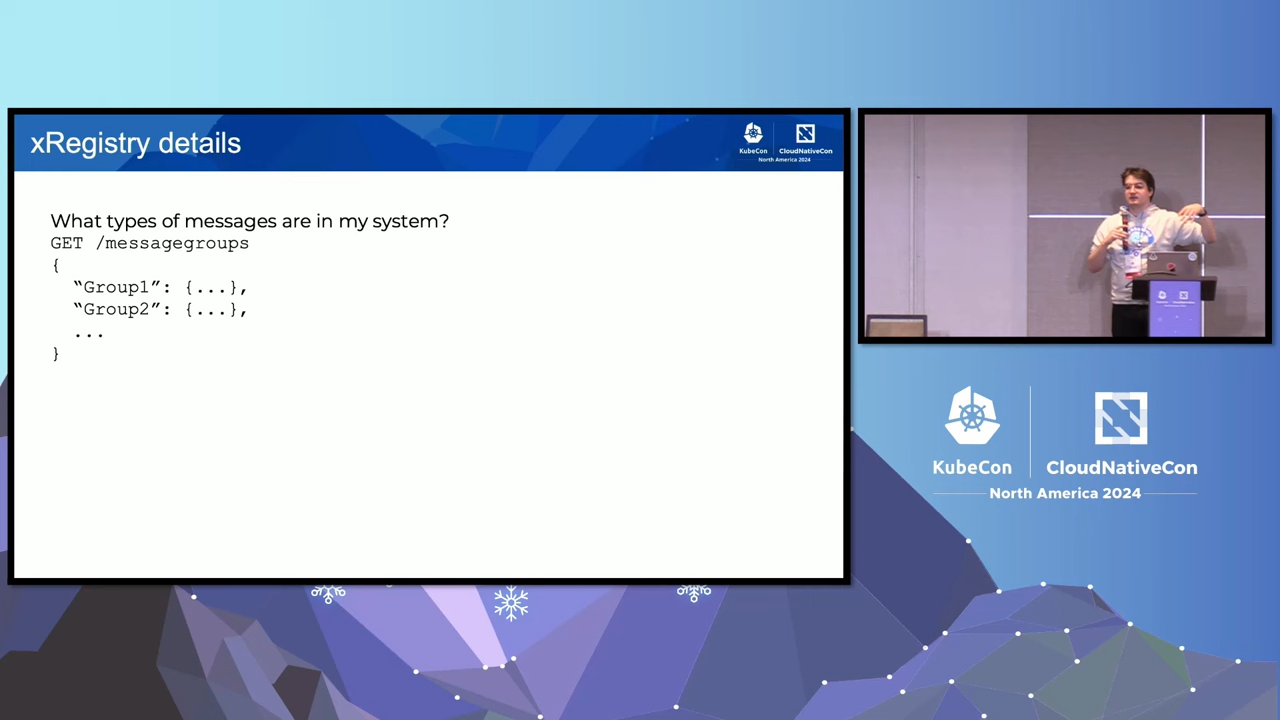 xRegistry details
KubeCon
CloudNativeCon
North America 2024
What types of messages are in my system?
GET /messagegroups
{
“Group1”: {...},
“Group2”: {...},
...
}
KubeCon
CloudNativeCon
North America 2024